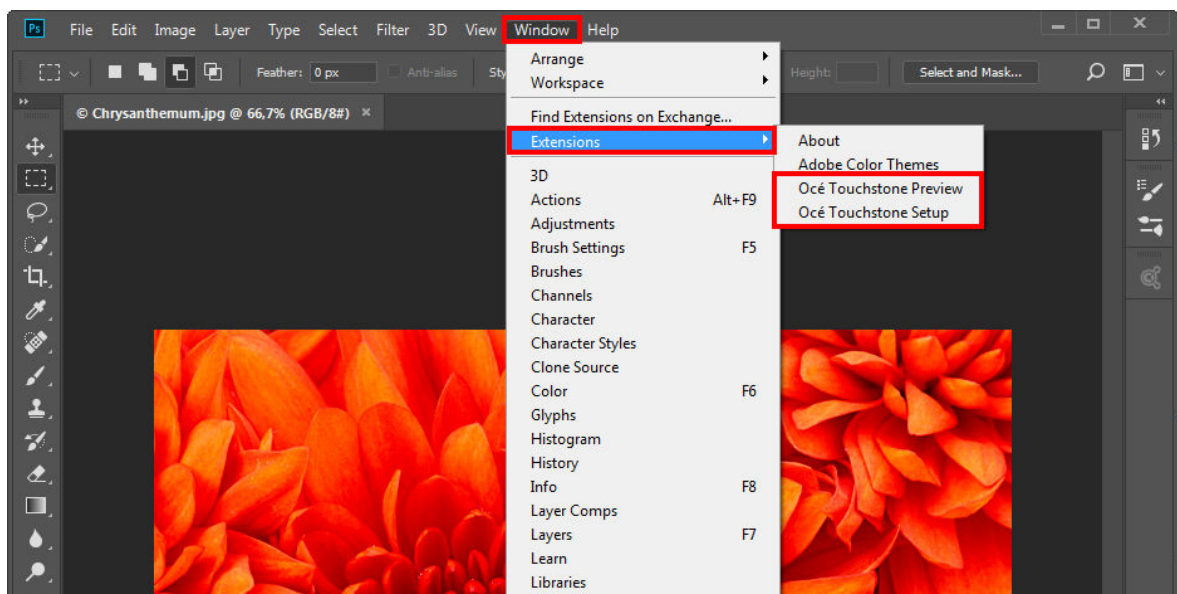 Ps File Edit Image Layer Type Select Filter 3D View Window Help
Feather: 0 px Anti-alias Sty Height: Select and Mask...
© Chrysanthemum.jpg @ 66,7% (RGB/8#) ×
Arrange
Workspace
Find Extensions on Exchange...
Extensions
About
Adobe Color Themes
Océ Touchstone Preview
Océ Touchstone Setup
3D
Actions Alt+F9
Adjustments
Brush Settings F5
Brushes
Channels
Character
Character Styles
Clone Source
Color F6
Glyphs
Histogram
History
Info F8
Layer Comps
Layers F7
Learn
Libraries